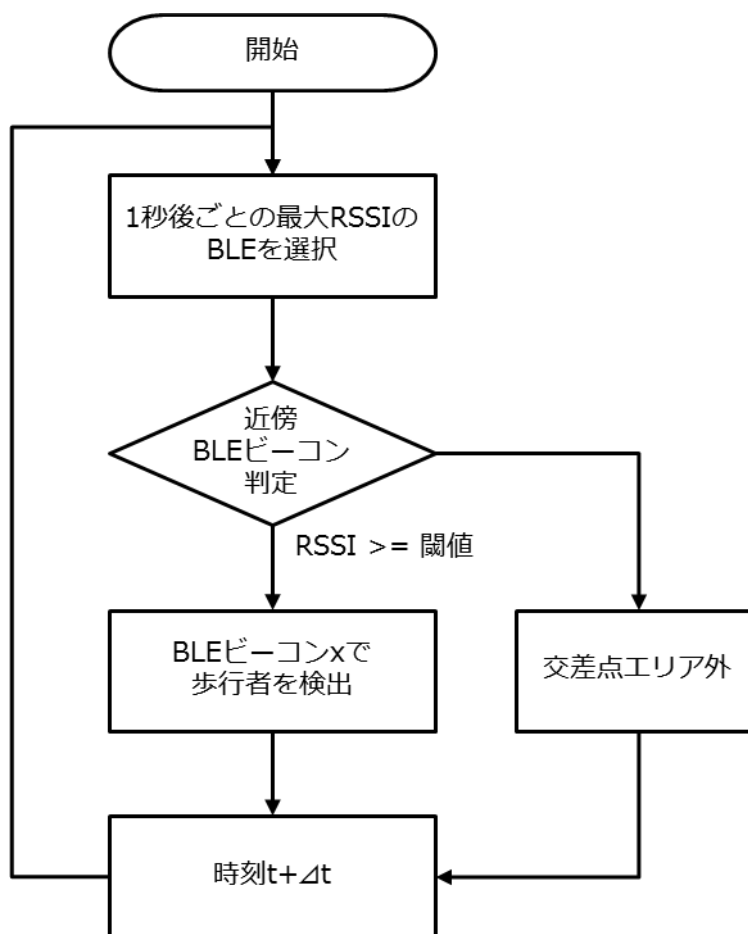 開始
1秒後ごとの最大RSSIの
BLEを選択
近傍
BLEビーコン
判定
RSSI >= 閾値
BLEビーコンxで
歩行者を検出
交差点エリア外
時刻t+⊿t